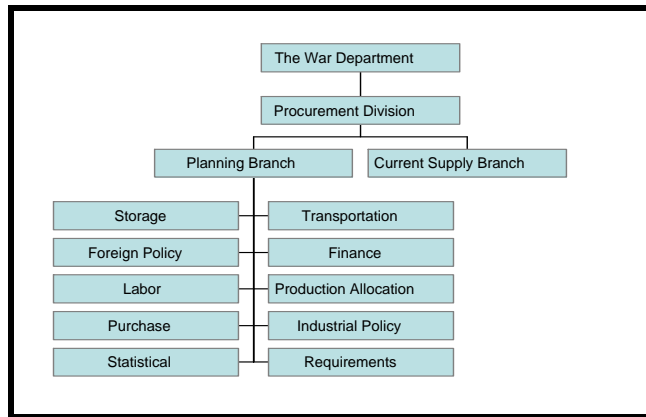 The War Department
Procurement Division
Planning Branch
Current Supply Branch
Storage
Transportation
Foreign Policy
Finance
Labor
Production Allocation
Purchase
Industrial Policy
Statistical
Requirements